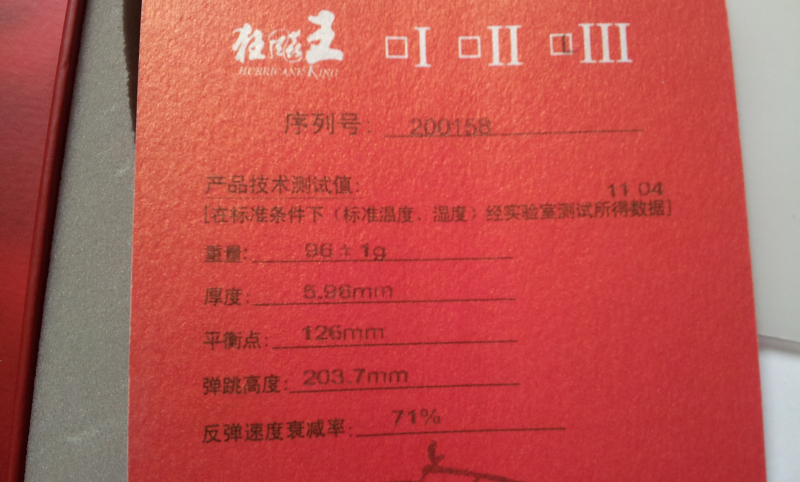 狂飚王 □I □II □III
HURRICANE KING
序列号: 200158
产品技术测试值: 11 04
[在标准条件下（标准温度、湿度）经实验室测试所得数据]
重量: 96 ± 1g
厚度: 5.96mm
平衡点: 126mm
弹跳高度: 203.7mm
反弹速度衰减率: 71%